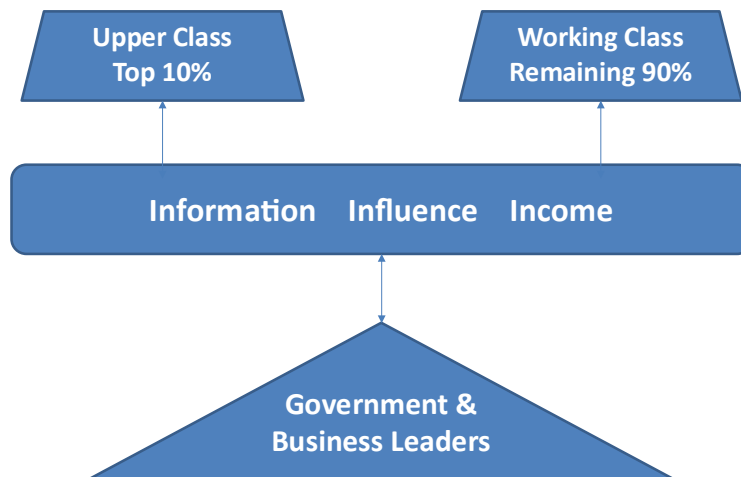 Upper Class
Top 10%
Working Class
Remaining 90%
Information Influence Income
Government &
Business Leaders